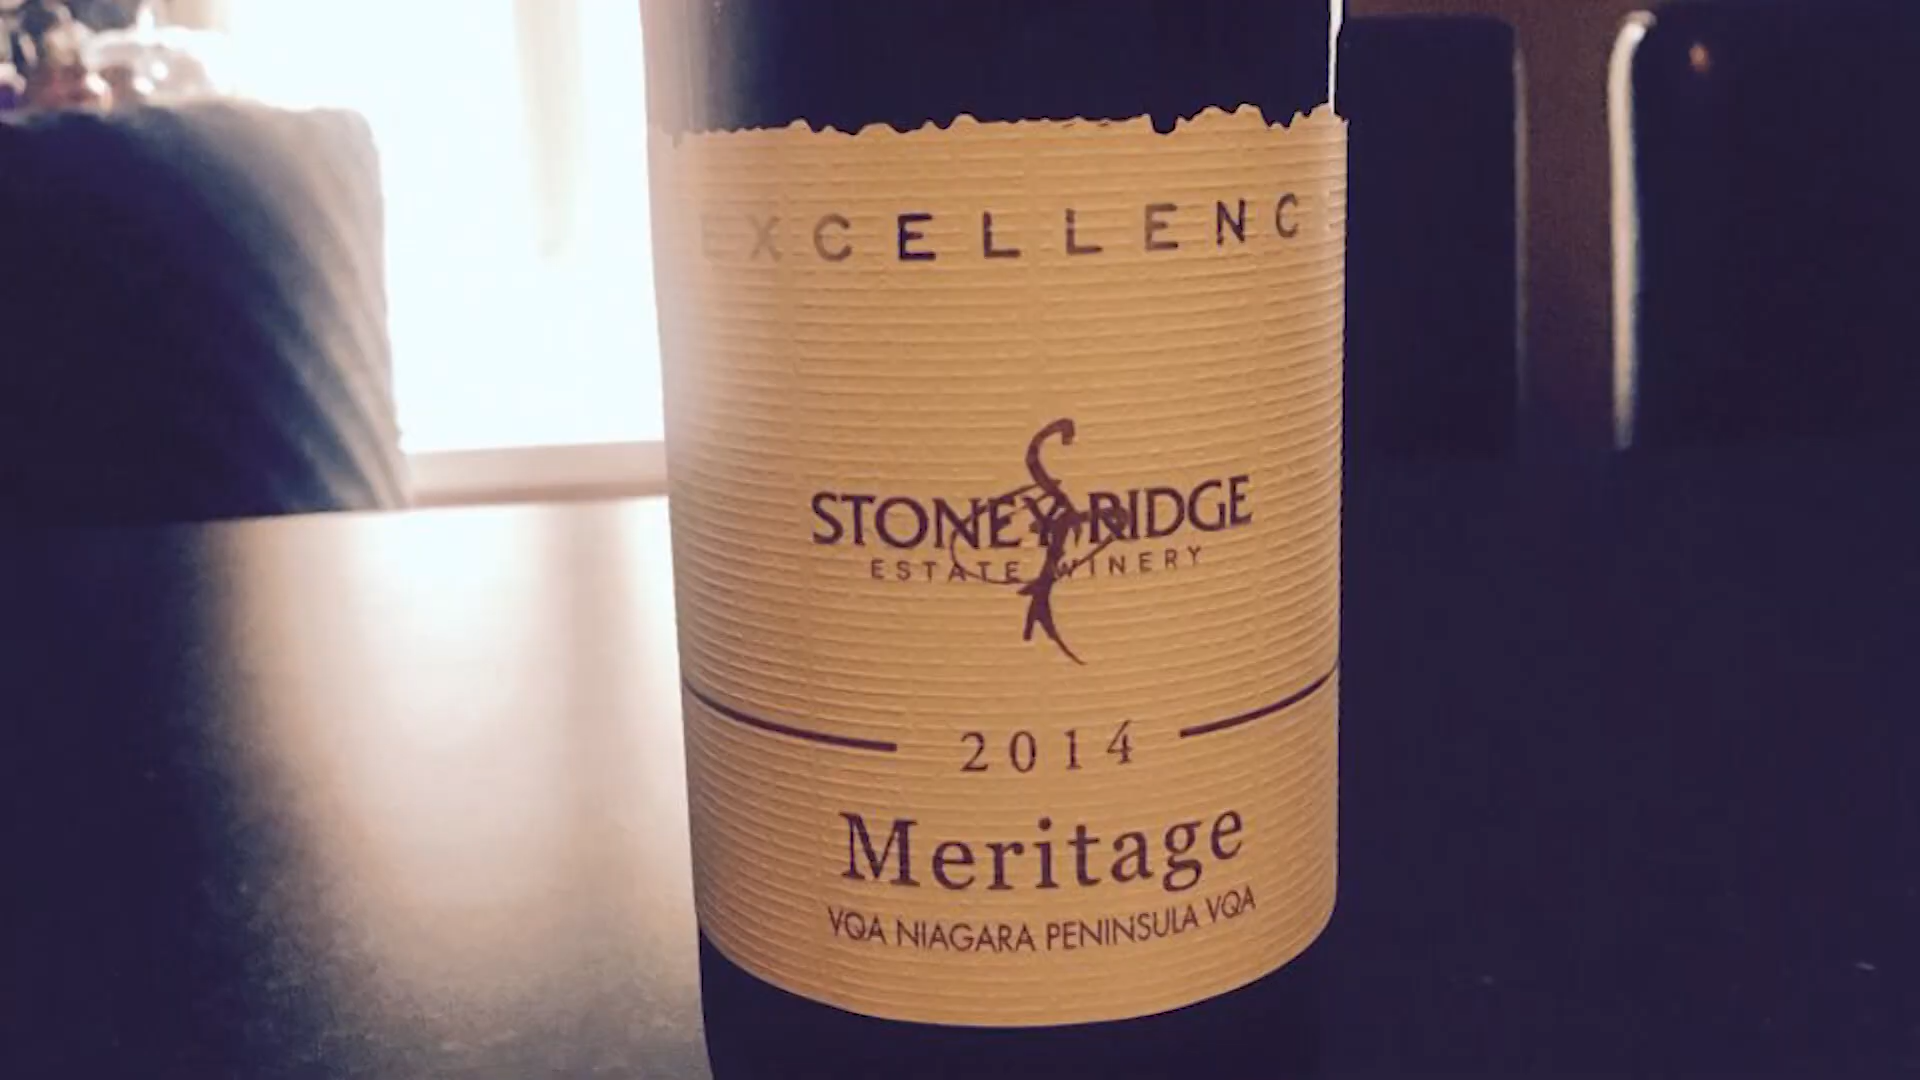 EXCELLENC
STONEY RIDGE
ESTATE WINERY
2014
Meritage
VQA NIAGARA PENINSULA VQA